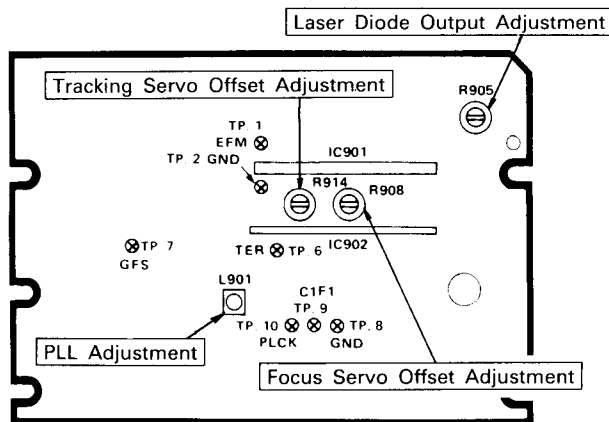 Laser Diode Output Adjustment
Tracking Servo Offset Adjustment
R905
TP. 1
EFM
IC901
TP. 2 GND
R914
R908
IC902
TP. 7
GFS
TER
TP. 6
L901
C1F1
TP. 9
TP. 10
TP. 8
PLCK
GND
PLL Adjustment
Focus Servo Offset Adjustment